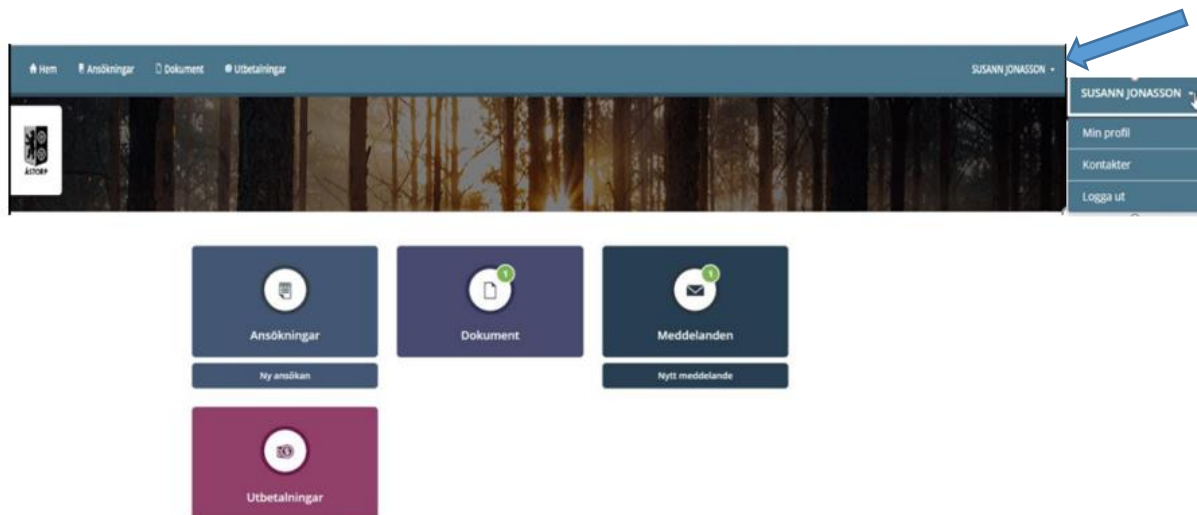 Hem Ansökningar Dokument Utbetalningar SUSANN JONASSON
SUSANN JONASSON
Min profil
Kontakter
Logga ut
ÅSTORP
1 1
Ansökningar Dokument Meddelanden
Ny ansökan Nytt meddelande
Utbetalningar